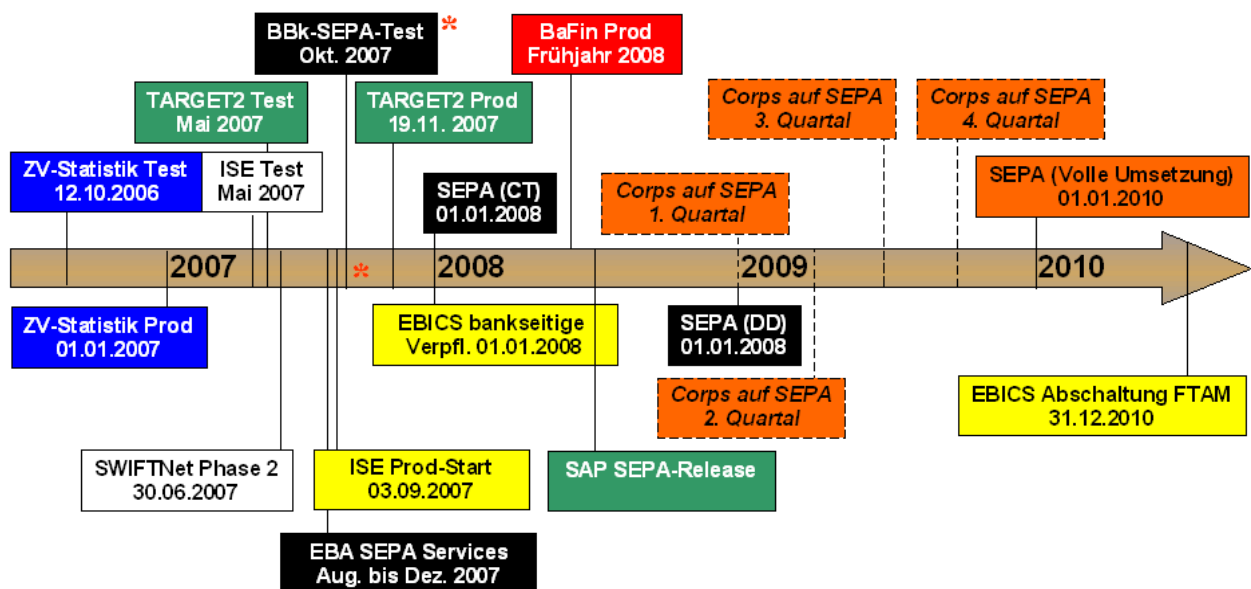 BBk-SEPA-Test *
Okt. 2007
BaFin Prod
Frühjahr 2008
TARGET2 Test
Mai 2007
TARGET2 Prod
19.11. 2007
Corps auf SEPA
3. Quartal
Corps auf SEPA
4. Quartal
ZV-Statistik Test
12.10.2006
ISE Test
Mai 2007
SEPA (CT)
01.01.2008
Corps auf SEPA
1. Quartal
SEPA (Volle Umsetzung)
01.01.2010
2007 * 2008 2009 2010
ZV-Statistik Prod
01.01.2007
EBICS bankseitige
Verpfl. 01.01.2008
SEPA (DD)
01.01.2008
Corps auf SEPA
2. Quartal
EBICS Abschaltung FTAM
31.12.2010
SWIFTNet Phase 2
30.06.2007
ISE Prod-Start
03.09.2007
SAP SEPA-Release
EBA SEPA Services
Aug. bis Dez. 2007